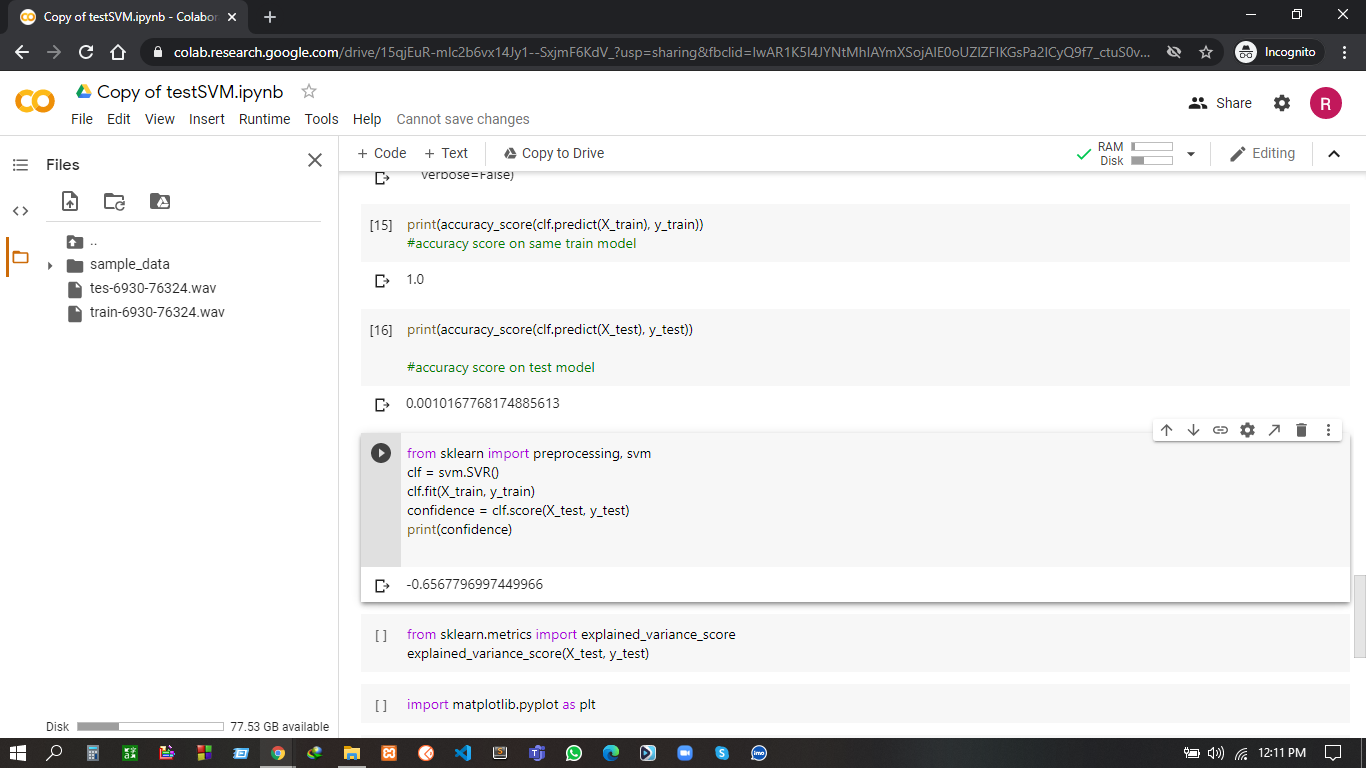 Copy of testSVM.ipynb - Colabor
colab.research.google.com/drive/15qjEuR-mIc2b6vx14Jy1--SxjmF6KdV_?usp=sharing&fbclid=IwAR1K5I4JYNtMhIAYmXSojAIE0oUZIZFIKGsPa2ICyQ9f7_ctuS0v...
Incognito
Copy of testSVM.ipynb
Share
R
File Edit View Insert Runtime Tools Help Cannot save changes
Files
+ Code + Text Copy to Drive
RAM
Disk
Editing
..
sample_data
tes-6930-76324.wav
train-6930-76324.wav
verbose=False)
[15] print(accuracy_score(clf.predict(X_train), y_train))
#accuracy score on same train model
1.0
[16] print(accuracy_score(clf.predict(X_test), y_test))
#accuracy score on test model
0.0010167768174885613
from sklearn import preprocessing, svm
clf = svm.SVR()
clf.fit(X_train, y_train)
confidence = clf.score(X_test, y_test)
print(confidence)
-0.6567796997449966
[ ] from sklearn.metrics import explained_variance_score
explained_variance_score(X_test, y_test)
[ ] import matplotlib.pyplot as plt
Disk 77.53 GB available
12:11 PM